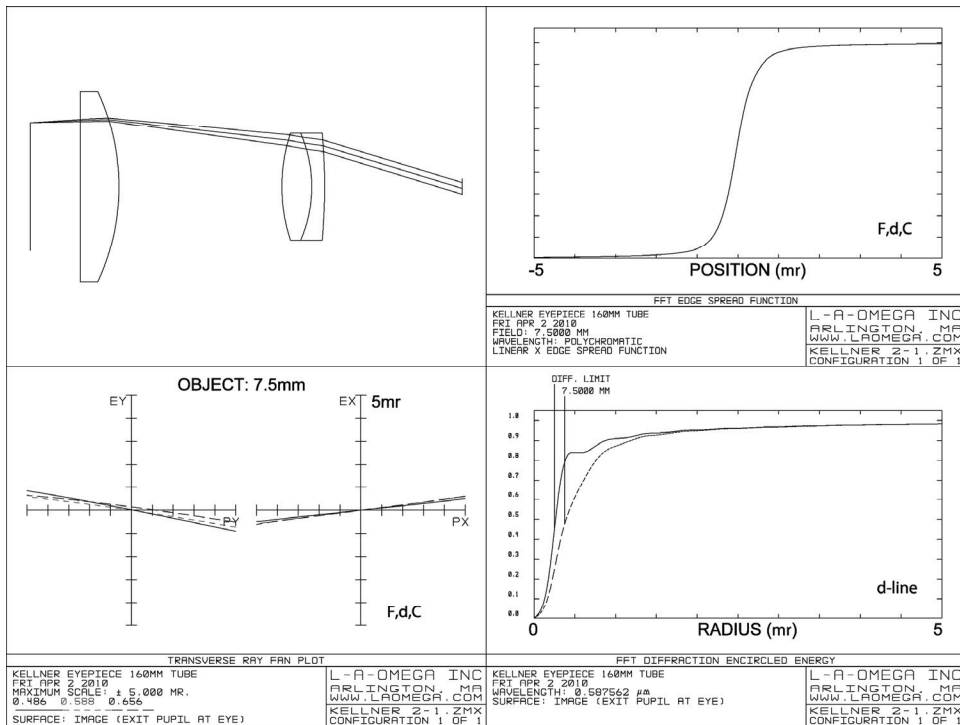 F,d,C
-5
POSITION (mr)
5
FFT EDGE SPREAD FUNCTION
KELLNER EYEPIECE 160MM TUBE
FRI APR 2 2010
FIELD: 7.5000 MM
WAVELENGTH: POLYCHROMATIC
LINEAR X EDGE SPREAD FUNCTION
L-A-OMEGA INC
ARLINGTON, MA
WWW.LAOMEGA.COM
KELLNER 2-1.ZMX
CONFIGURATION 1 OF 1
OBJECT: 7.5mm
EY
EX
5mr
PY
PX
F,d,C
TRANSVERSE RAY FAN PLOT
KELLNER EYEPIECE 160MM TUBE
FRI APR 2 2010
MAXIMUM SCALE: ± 5.000 MR.
0.486 0.588 0.656
SURFACE: IMAGE (EXIT PUPIL AT EYE)
L-A-OMEGA INC
ARLINGTON, MA
WWW.LAOMEGA.COM
KELLNER 2-1.ZMX
CONFIGURATION 1 OF 1
DIFF. LIMIT
7.5000 MM
1.0
0.9
0.8
0.7
0.6
0.5
0.4
0.3
0.2
0.1
0.0
d-line
0
RADIUS (mr)
5
FFT DIFFRACTION ENCIRCLED ENERGY
KELLNER EYEPIECE 160MM TUBE
FRI APR 2 2010
WAVELENGTH: 0.587562 µm
SURFACE: IMAGE (EXIT PUPIL AT EYE)
L-A-OMEGA INC
ARLINGTON, MA
WWW.LAOMEGA.COM
KELLNER 2-1.ZMX
CONFIGURATION 1 OF 1